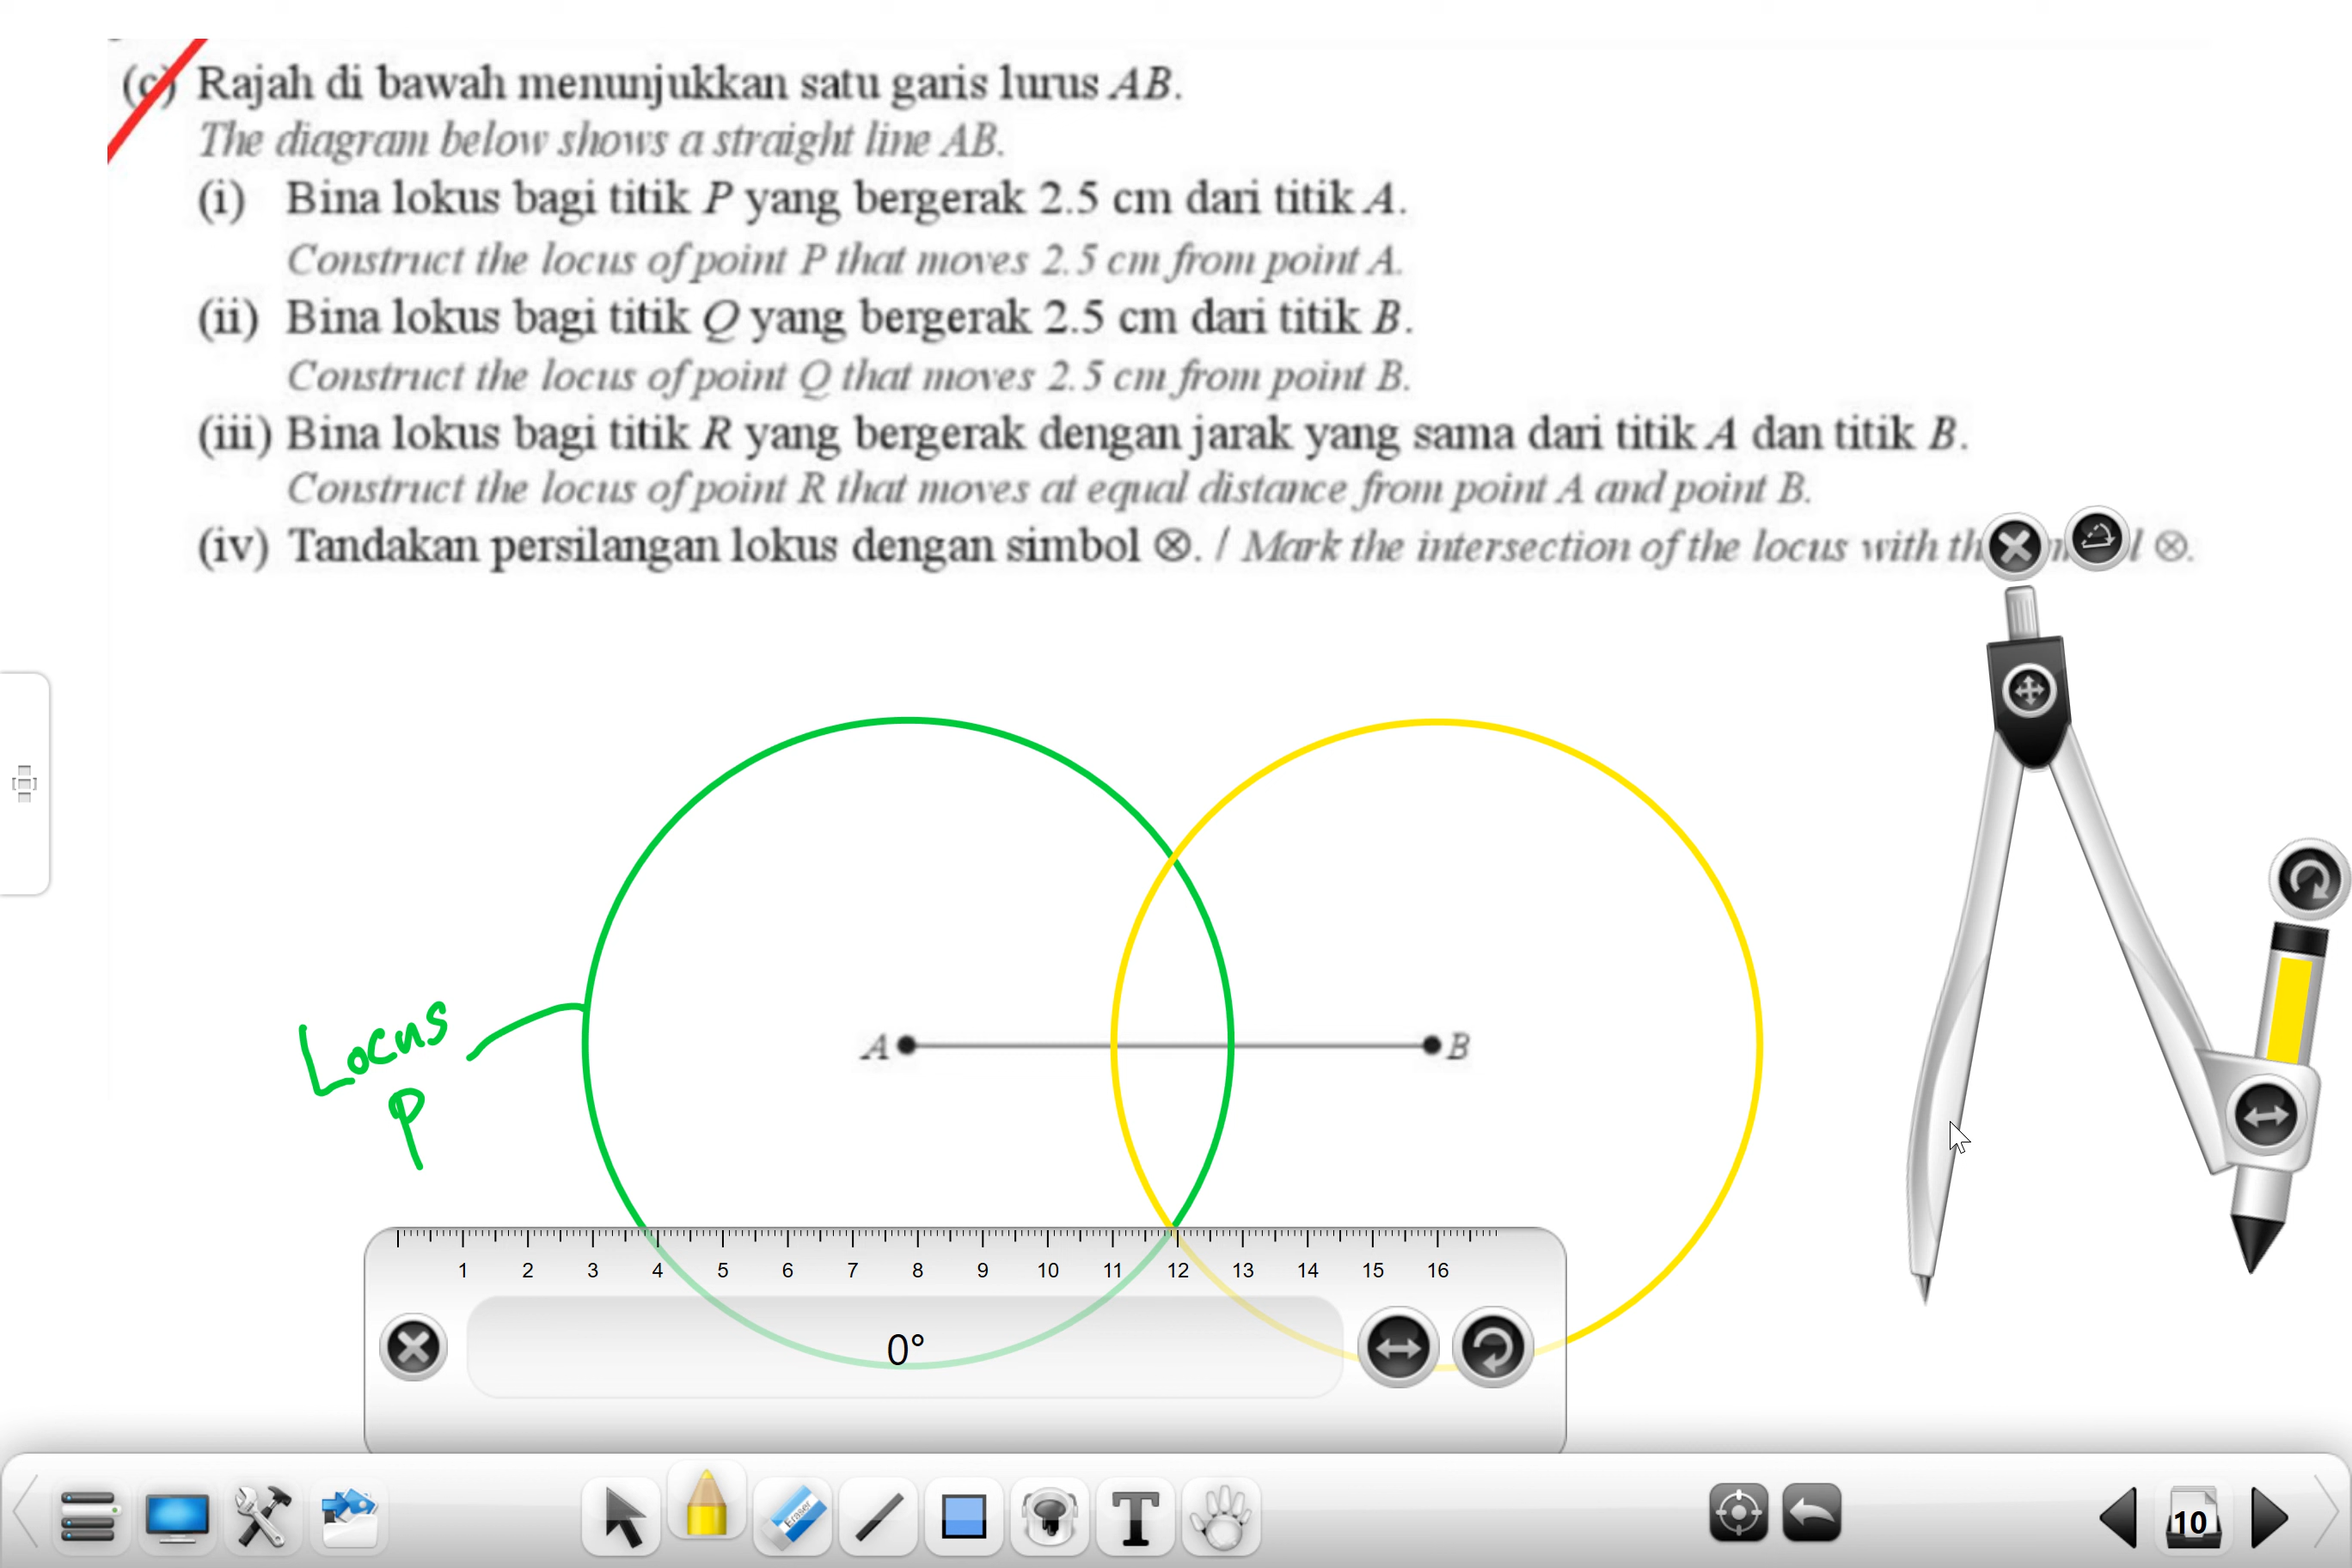 (c) Rajah di bawah menunjukkan satu garis lurus AB.
The diagram below shows a straight line AB.
(i) Bina lokus bagi titik P yang bergerak 2.5 cm dari titik A.
Construct the locus of point P that moves 2.5 cm from point A.
(ii) Bina lokus bagi titik Q yang bergerak 2.5 cm dari titik B.
Construct the locus of point Q that moves 2.5 cm from point B.
(iii) Bina lokus bagi titik R yang bergerak dengan jarak yang sama dari titik A dan titik B.
Construct the locus of point R that moves at equal distance from point A and point B.
(iv) Tandakan persilangan lokus dengan simbol ⊗. / Mark the intersection of the locus with ⊗.
Locus
P
A B
1 2 3 4 5 6 7 8 9 10 11 12 13 14 15 16
0°
Eraser
T
10